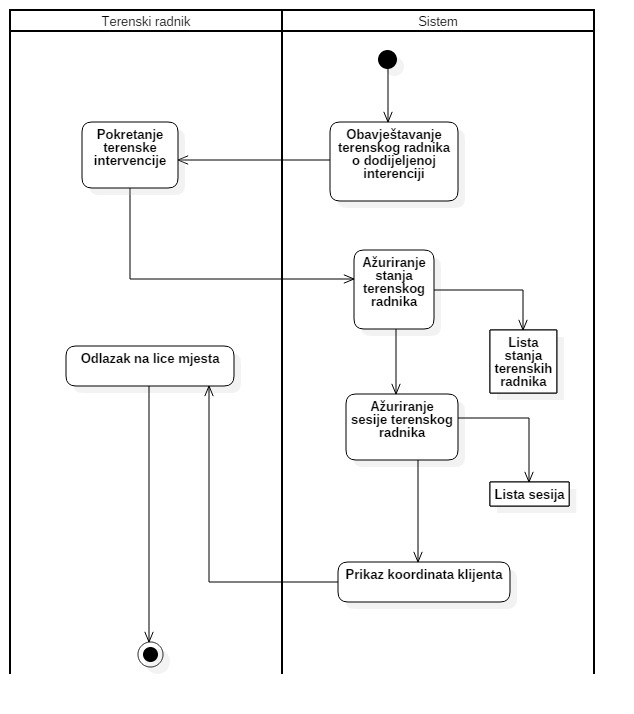 Terenski radnik
Sistem
Pokretanje
terenske
intervencije
Obavještavanje
terenskog radnika
o dodijeljenoj
interenciji
Ažuriranje
stanja
terenskog
radnika
Lista
stanja
terenskih
radnika
Odlazak na lice mjesta
Ažuriranje
sesije terenskog
radnika
Lista sesija
Prikaz koordinata klijenta